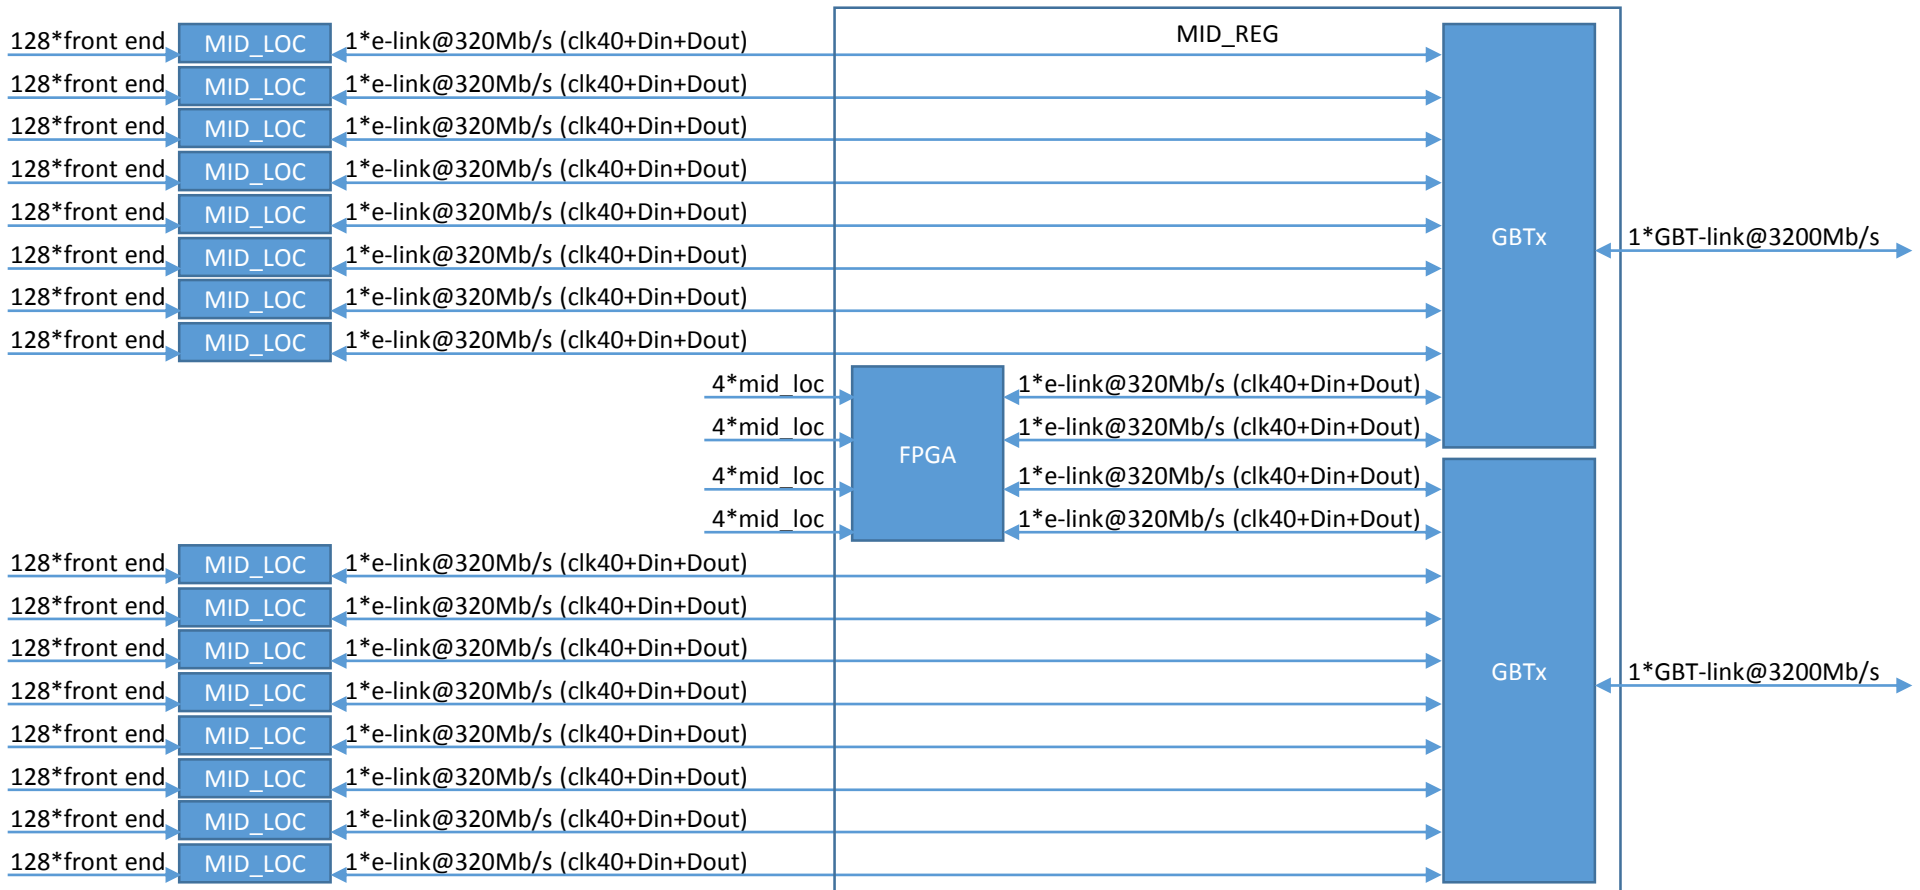 MID_REG
128*front end MID_LOC 1*e-link@320Mb/s (clk40+Din+Dout)
128*front end MID_LOC 1*e-link@320Mb/s (clk40+Din+Dout)
128*front end MID_LOC 1*e-link@320Mb/s (clk40+Din+Dout)
128*front end MID_LOC 1*e-link@320Mb/s (clk40+Din+Dout)
128*front end MID_LOC 1*e-link@320Mb/s (clk40+Din+Dout)
128*front end MID_LOC 1*e-link@320Mb/s (clk40+Din+Dout)
128*front end MID_LOC 1*e-link@320Mb/s (clk40+Din+Dout)
128*front end MID_LOC 1*e-link@320Mb/s (clk40+Din+Dout)
GBTx 1*GBT-link@3200Mb/s
4*mid_loc 1*e-link@320Mb/s (clk40+Din+Dout)
4*mid_loc 1*e-link@320Mb/s (clk40+Din+Dout)
FPGA
4*mid_loc 1*e-link@320Mb/s (clk40+Din+Dout)
4*mid_loc 1*e-link@320Mb/s (clk40+Din+Dout)
128*front end MID_LOC 1*e-link@320Mb/s (clk40+Din+Dout)
128*front end MID_LOC 1*e-link@320Mb/s (clk40+Din+Dout)
128*front end MID_LOC 1*e-link@320Mb/s (clk40+Din+Dout)
128*front end MID_LOC 1*e-link@320Mb/s (clk40+Din+Dout)
128*front end MID_LOC 1*e-link@320Mb/s (clk40+Din+Dout)
128*front end MID_LOC 1*e-link@320Mb/s (clk40+Din+Dout)
128*front end MID_LOC 1*e-link@320Mb/s (clk40+Din+Dout)
128*front end MID_LOC 1*e-link@320Mb/s (clk40+Din+Dout)
GBTx 1*GBT-link@3200Mb/s